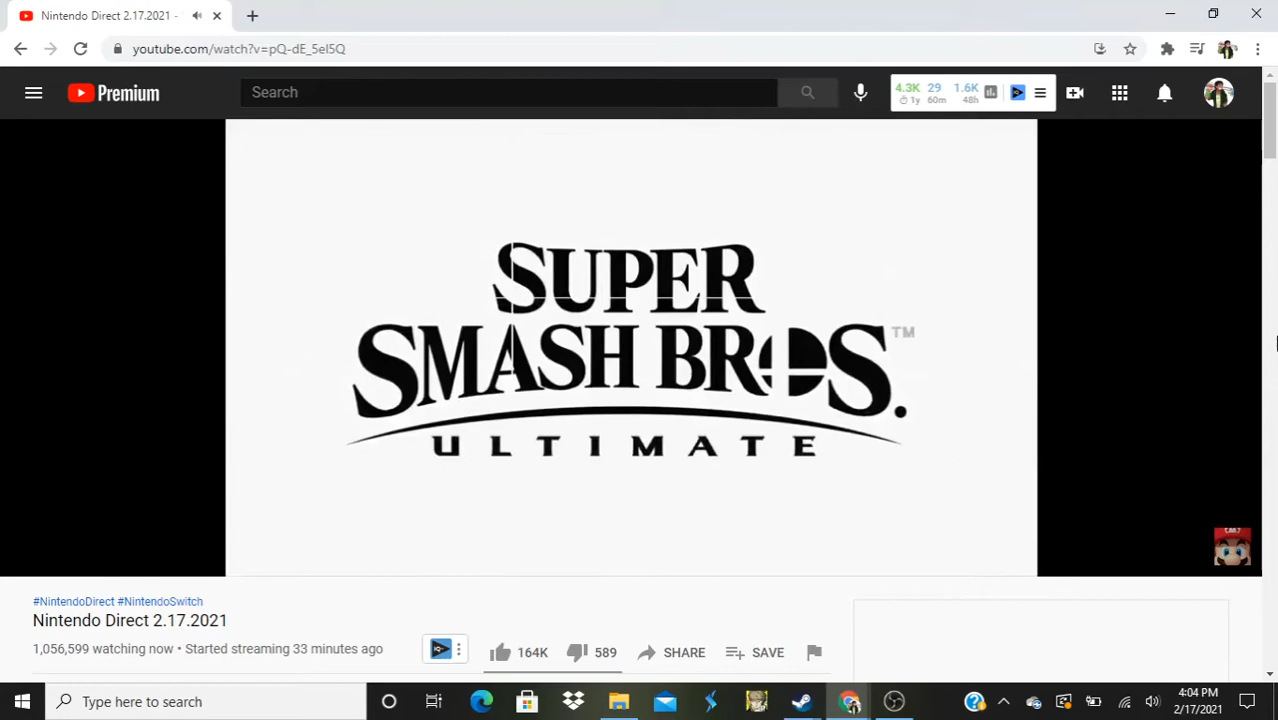 Nintendo Direct 2.17.2021 -
youtube.com/watch?v=pQ-dE_5eI5Q
Premium
Search
4.3K 29 1.6K
1y 60m 48h
SUPER
SMASH BROS.
TM
ULTIMATE
#NintendoDirect #NintendoSwitch
Nintendo Direct 2.17.2021
1,056,599 watching now • Started streaming 33 minutes ago
164K 589 SHARE SAVE
Type here to search
4:04 PM
2/17/2021